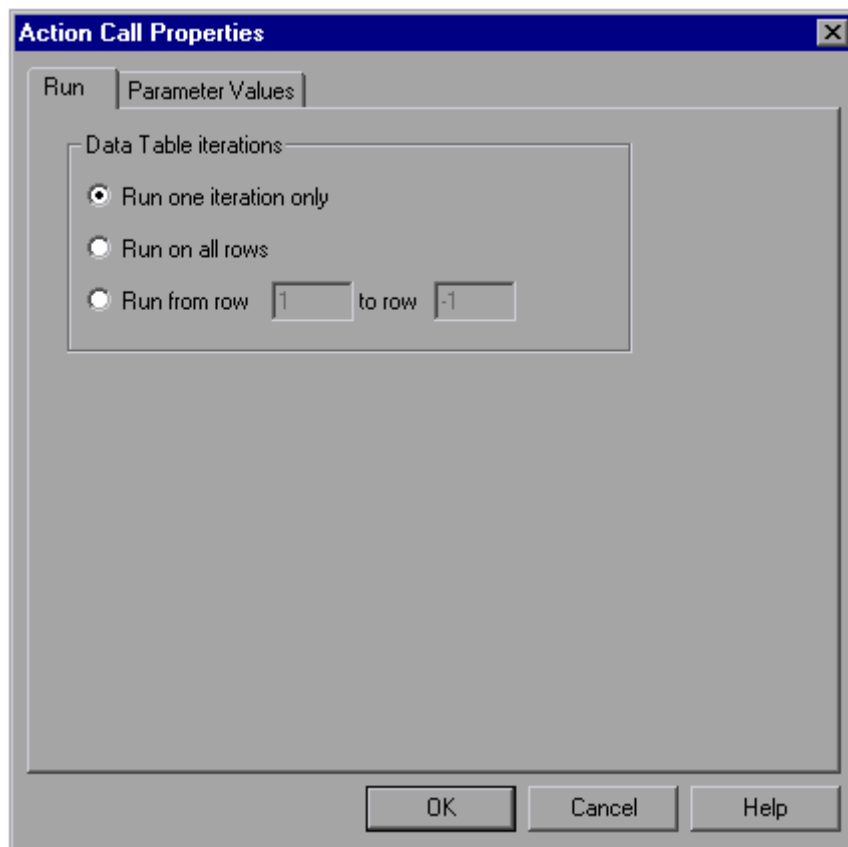 Action Call Properties
Run Parameter Values
Data Table iterations
Run one iteration only
Run on all rows
Run from row 1 to row -1
OK Cancel Help